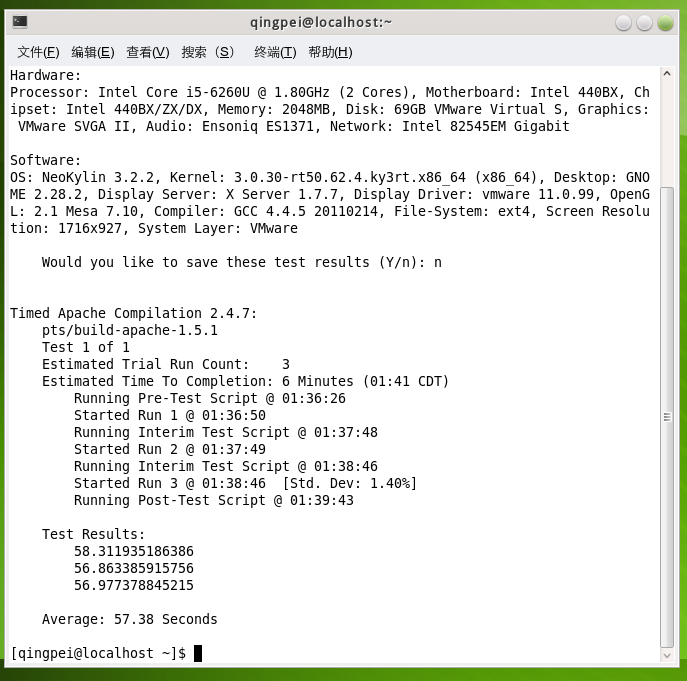 qingpei@localhost:~
文件(F) 编辑(E) 查看(V) 搜索 (S) 终端(T) 帮助(H)
Hardware:
Processor: Intel Core i5-6260U @ 1.80GHz (2 Cores), Motherboard: Intel 440BX, Ch
ipset: Intel 440BX/ZX/DX, Memory: 2048MB, Disk: 69GB VMware Virtual S, Graphics:
 VMware SVGA II, Audio: Ensoniq ES1371, Network: Intel 82545EM Gigabit
Software:
OS: NeoKylin 3.2.2, Kernel: 3.0.30-rt50.62.4.ky3rt.x86_64 (x86_64), Desktop: GNO
ME 2.28.2, Display Server: X Server 1.7.7, Display Driver: vmware 11.0.99, OpenG
L: 2.1 Mesa 7.10, Compiler: GCC 4.4.5 20110214, File-System: ext4, Screen Resolu
tion: 1716x927, System Layer: VMware
    Would you like to save these test results (Y/n): n
Timed Apache Compilation 2.4.7:
    pts/build-apache-1.5.1
    Test 1 of 1
    Estimated Trial Run Count:    3
    Estimated Time To Completion: 6 Minutes (01:41 CDT)
        Running Pre-Test Script @ 01:36:26
        Started Run 1 @ 01:36:50
        Running Interim Test Script @ 01:37:48
        Started Run 2 @ 01:37:49
        Running Interim Test Script @ 01:38:46
        Started Run 3 @ 01:38:46  [Std. Dev: 1.40%]
        Running Post-Test Script @ 01:39:43
    Test Results:
        58.311935186386
        56.863385915756
        56.977378845215
    Average: 57.38 Seconds
[qingpei@localhost ~]$